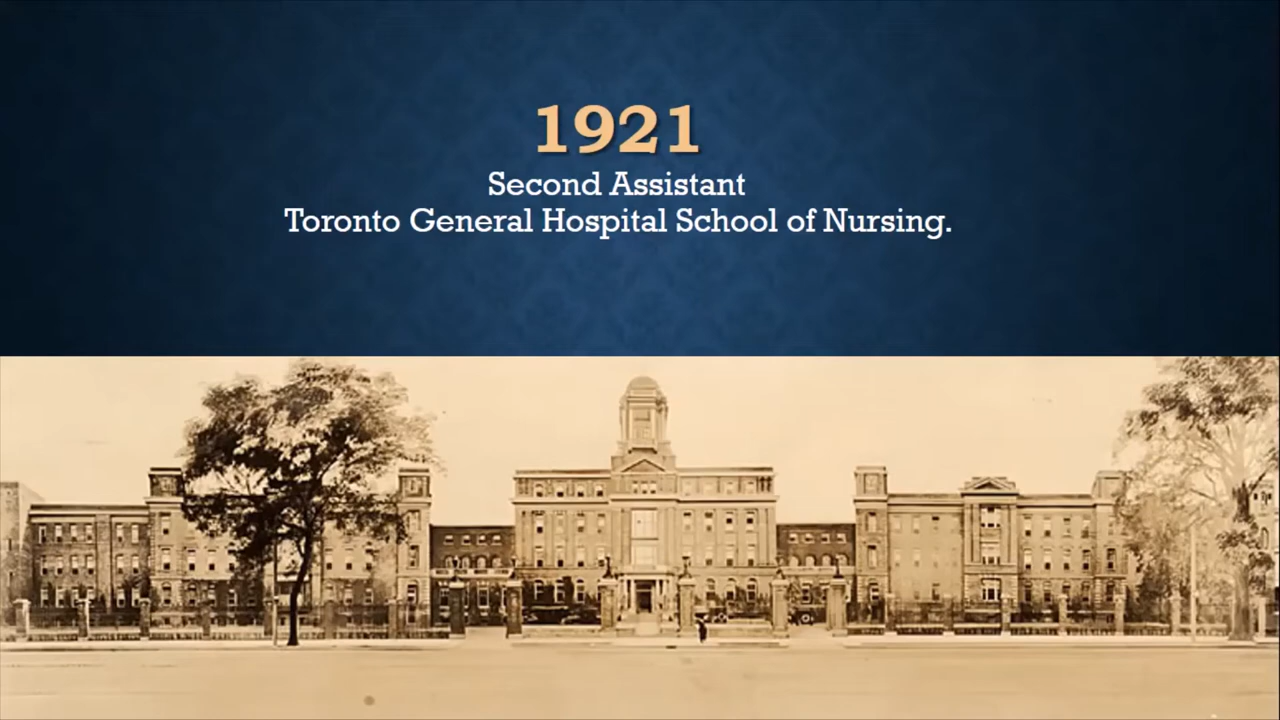 1921
Second Assistant
Toronto General Hospital School of Nursing.